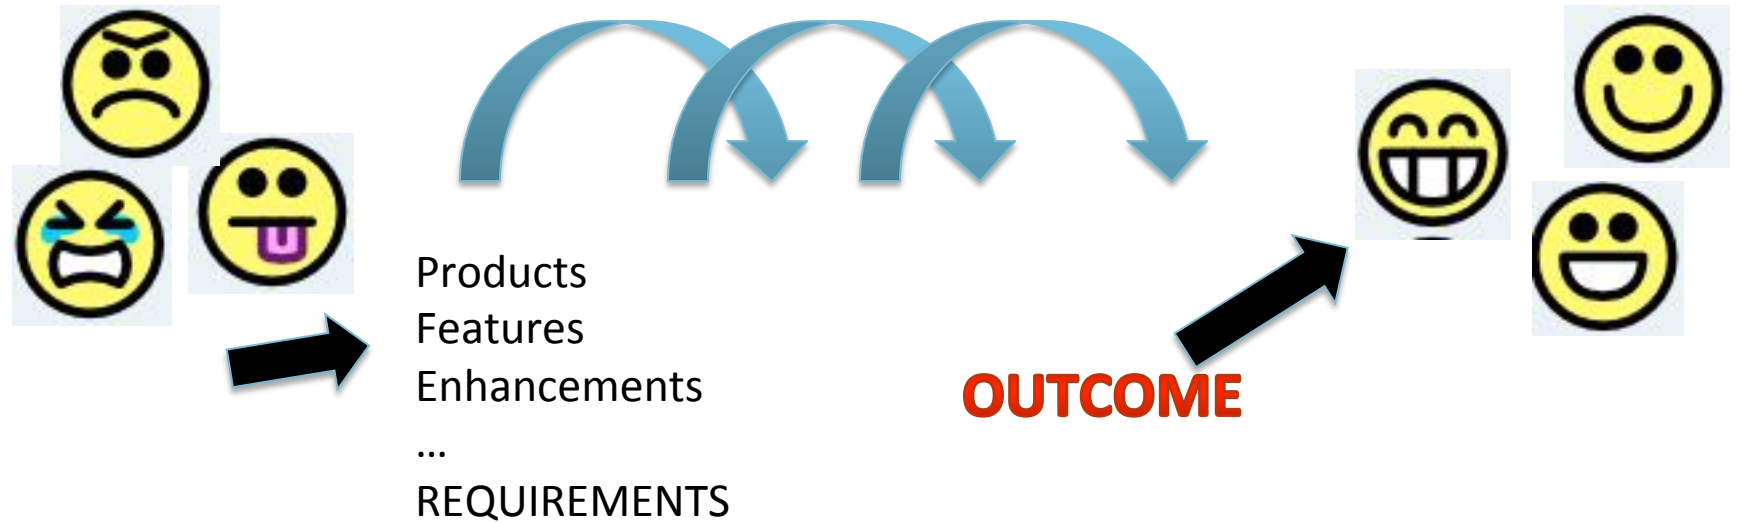 Products
Features
Enhancements
…
REQUIREMENTS
OUTCOME